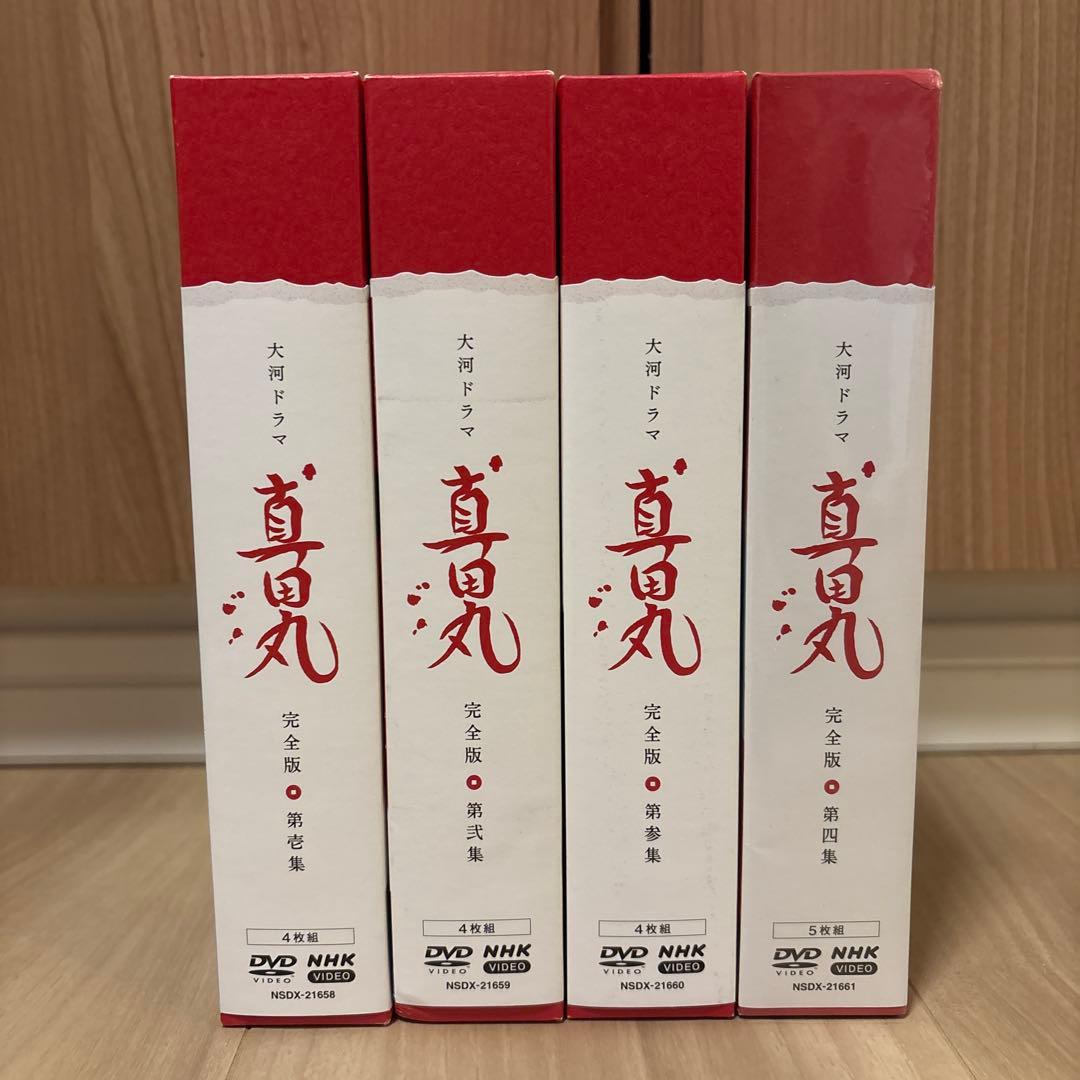 大河ドラマ
真田丸
完全版
第壱集
4枚組
DVD VIDEO
NHK VIDEO
NSDX-21658
大河ドラマ
真田丸
完全版
第弐集
4枚組
DVD VIDEO
NHK VIDEO
NSDX-21659
大河ドラマ
真田丸
完全版
第参集
4枚組
DVD VIDEO
NHK VIDEO
NSDX-21660
大河ドラマ
真田丸
完全版
第四集
5枚組
DVD VIDEO
NHK VIDEO
NSDX-21661